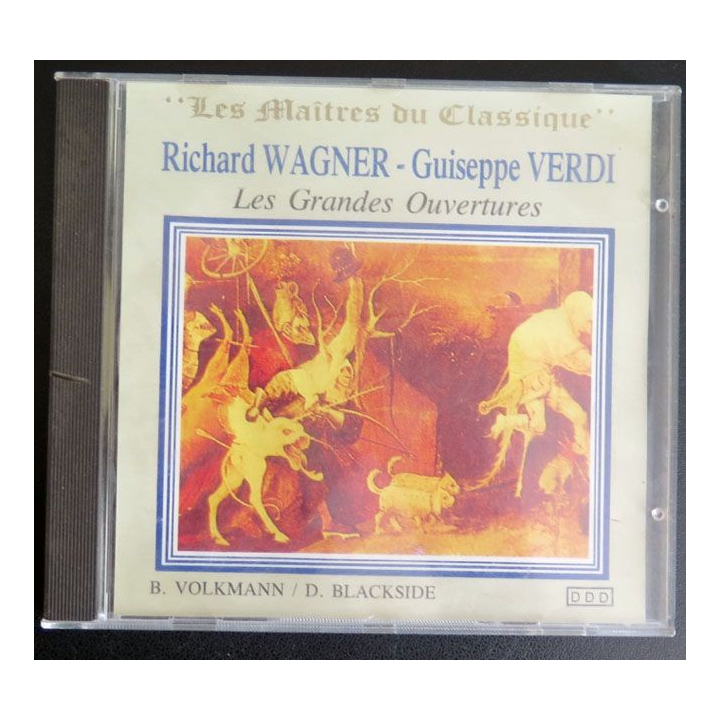 "Les Maîtres du Classique"
Richard WAGNER - Guiseppe VERDI
Les Grandes Ouvertures
B. VOLKMANN / D. BLACKSIDE
DDD